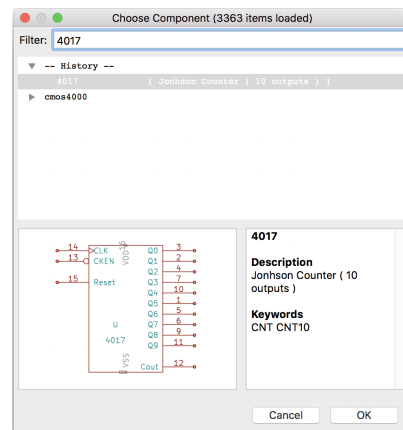 Choose Component (3363 items loaded)
Filter: 4017
-- History --
4017 [ Jonhson Counter ( 10 outputs ) ]
cmos4000
14 CLK
13 CKEN
15 Reset
VDD 16
U
4017
8 VSS
Q0 3
Q1 2
Q2 4
Q3 7
Q4 10
Q5 1
Q6 5
Q7 6
Q8 9
Q9 11
Cout 12
4017
Description
Jonhson Counter ( 10
outputs )
Keywords
CNT CNT10
Cancel OK